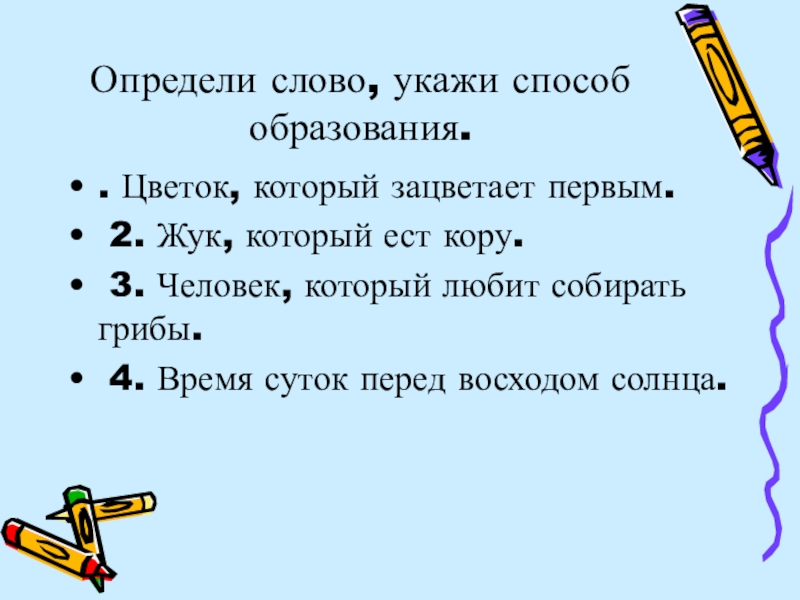 Определи слово, укажи способ
образования.
• . Цветок, который зацветает первым.
• 2. Жук, который ест кору.
• 3. Человек, который любит собирать
грибы.
• 4. Время суток перед восходом солнца.